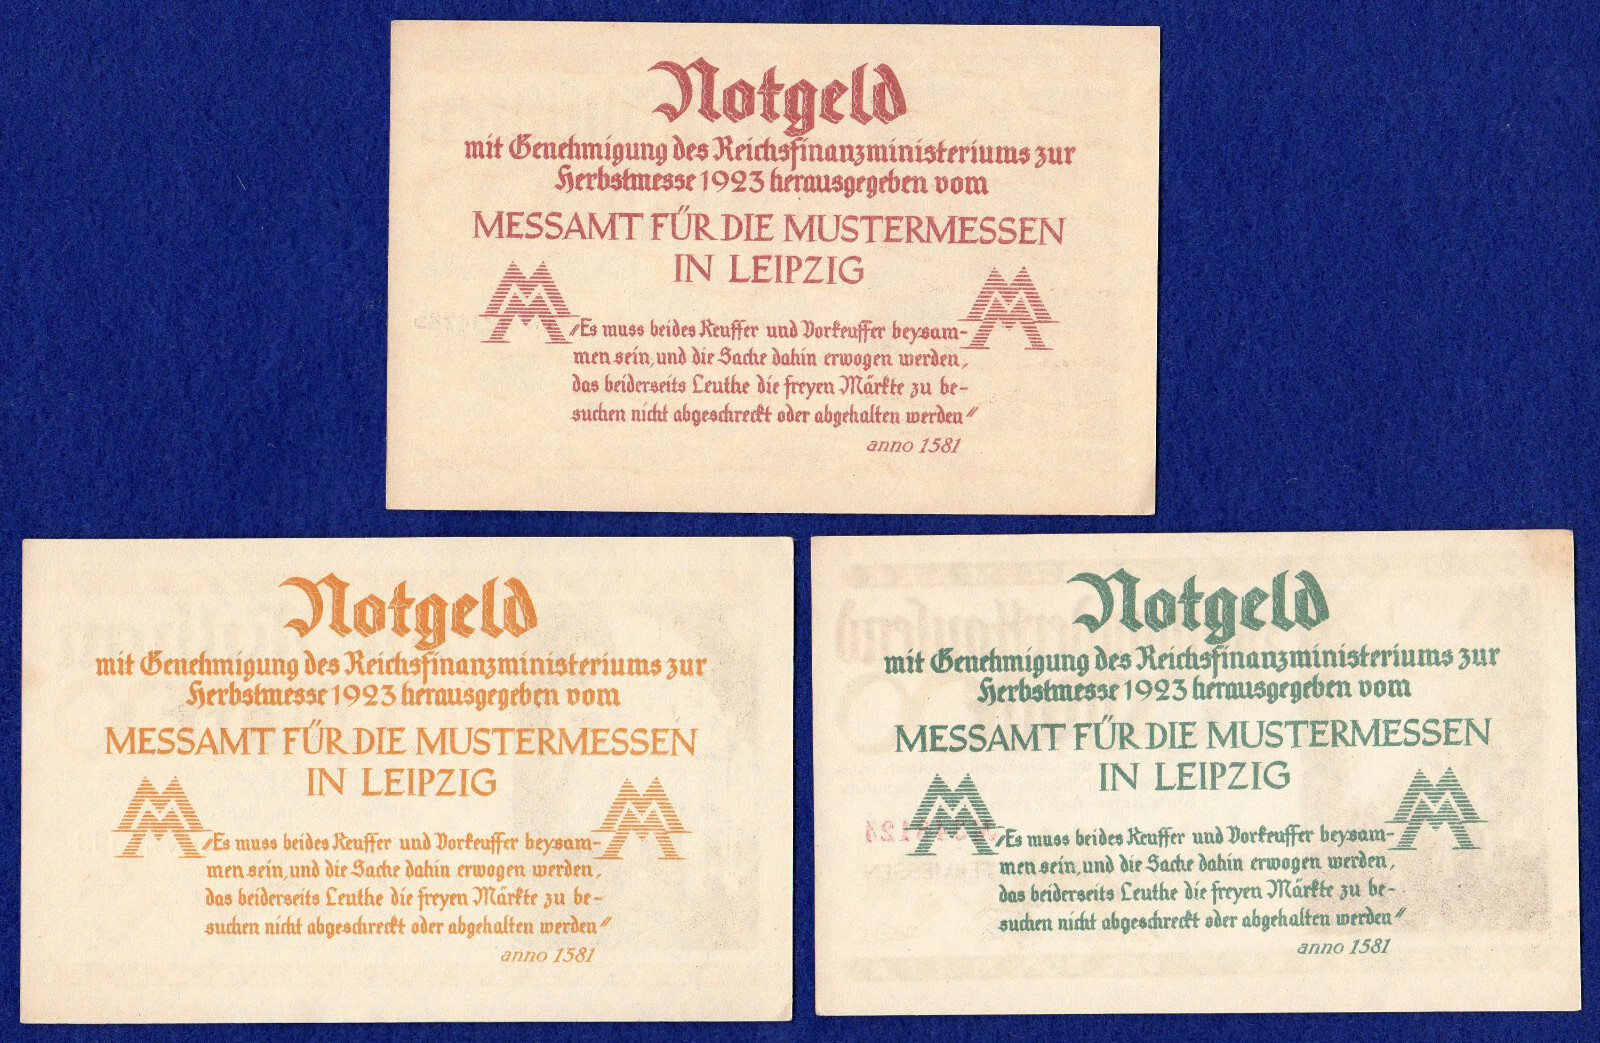 Notgeld
mit Genehmigung des Reichsfinanzministeriums zur
Herbstmesse 1923 herausgegeben vom
MESSAMT FÜR DIE MUSTERMESSEN
IN LEIPZIG
MM MM
„Es muss beides Keuffer und Vorkeuffer beysam-
men sein, und die Sache dahin erwogen werden,
das beiderseits Leuthe die freyen Märkte zu be-
suchen nicht abgeschreckt oder abgehalten werden"
anno 1581
Notgeld
mit Genehmigung des Reichsfinanzministeriums zur
Herbstmesse 1923 herausgegeben vom
MESSAMT FÜR DIE MUSTERMESSEN
IN LEIPZIG
MM MM
„Es muss beides Keuffer und Vorkeuffer beysam-
men sein, und die Sache dahin erwogen werden,
das beiderseits Leuthe die freyen Märkte zu be-
suchen nicht abgeschreckt oder abgehalten werden"
anno 1581
Notgeld
mit Genehmigung des Reichsfinanzministeriums zur
Herbstmesse 1923 herausgegeben vom
MESSAMT FÜR DIE MUSTERMESSEN
IN LEIPZIG
MM MM
„Es muss beides Keuffer und Vorkeuffer beysam-
men sein, und die Sache dahin erwogen werden,
das beiderseits Leuthe die freyen Märkte zu be-
suchen nicht abgeschreckt oder abgehalten werden"
anno 1581